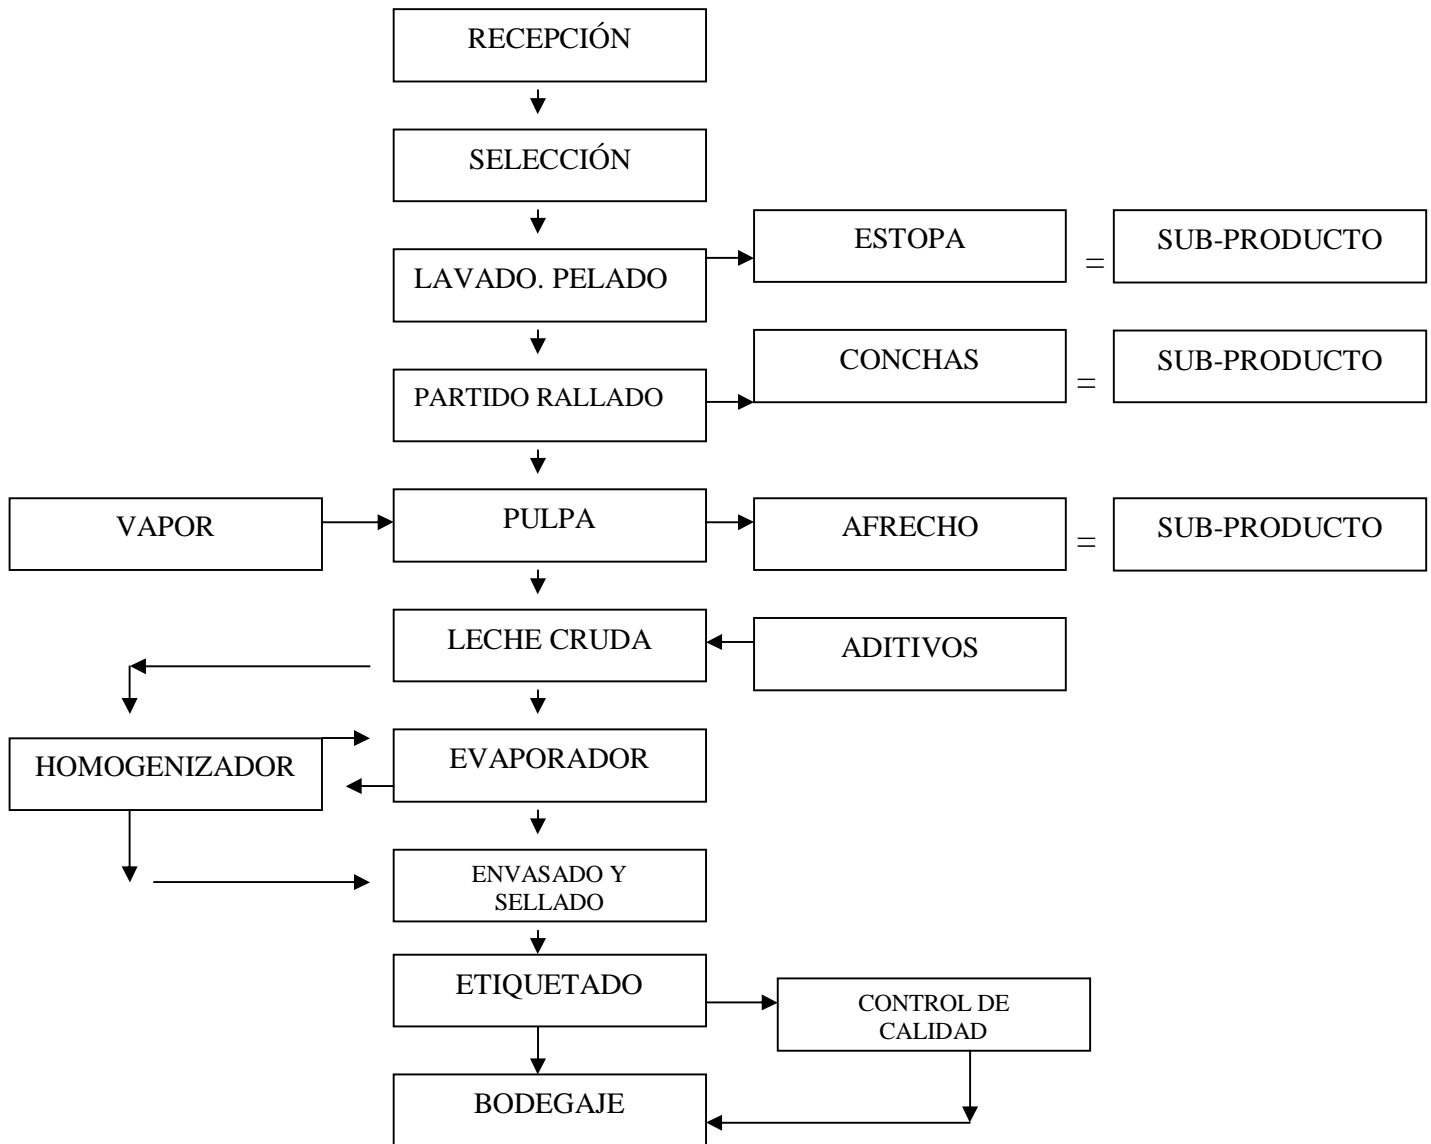 RECEPCIÓN
SELECCIÓN
ESTOPA
=
SUB-PRODUCTO
LAVADO. PELADO
CONCHAS
=
SUB-PRODUCTO
PARTIDO RALLADO
VAPOR
PULPA
AFRECHO
=
SUB-PRODUCTO
LECHE CRUDA
ADITIVOS
HOMOGENIZADOR
EVAPORADOR
ENVASADO Y
SELLADO
ETIQUETADO
CONTROL DE
CALIDAD
BODEGAJE